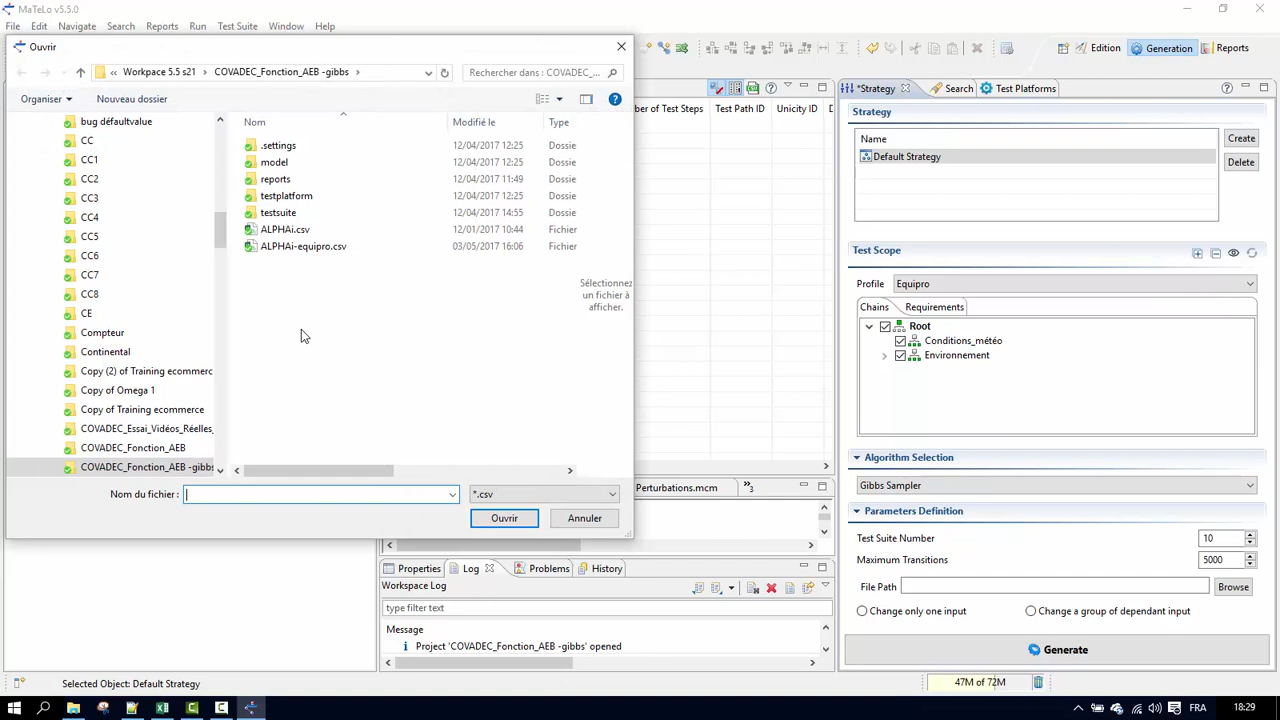 MaTeLo v5.5.0
File Edit Navigate Search Reports Run Test Suite Window Help
Ouvrir
Workpace 5.5 s21 COVADEC_Fonction_AEB -gibbs
Rechercher dans : COVADEC_...
Organiser Nouveau dossier
Nom Modifié le Type
bug défaultvalue
CC
CC1
CC2
CC3
CC4
CC5
CC6
CC7
CC8
CE
Compteur
Continental
Copy (2) of Training ecommerc
Copy of Omega 1
Copy of Training ecommerce
COVADEC_Essai_Vidéos_Réelles_
COVADEC_Fonction_AEB
COVADEC_Fonction_AEB -gibbs
.settings 12/04/2017 12:25 Dossie
model 12/04/2017 12:25 Dossie
reports 12/04/2017 11:49 Dossie
testplatform 12/04/2017 12:25 Dossie
testsuite 12/04/2017 14:55 Dossie
ALPHAi.csv 12/01/2017 10:44 Fichier
ALPHAi-equipro.csv 03/05/2017 16:06 Fichier
Sélectionnez
un fichier à
afficher.
Nom du fichier :
*.csv
Ouvrir Annuler
Edition Generation Reports
ber of Test Steps Test Path ID Unicity ID
*Strategy Search Test Platforms
Strategy
Name
Default Strategy
Create
Delete
Test Scope
Profile Equipro
Chains Requirements
Root
Conditions_météo
Environnement
Algorithm Selection
Gibbs Sampler
Parameters Definition
Test Suite Number 10
Maximum Transitions 5000
File Path Browse
Change only one input Change a group of dependant input
Generate
Perturbations.mcm 3
Properties Log Problems History
Workspace Log
type filter text
Message
Project 'COVADEC_Fonction_AEB -gibbs' opened
Selected Object: Default Strategy
47M of 72M
FRA 18:29